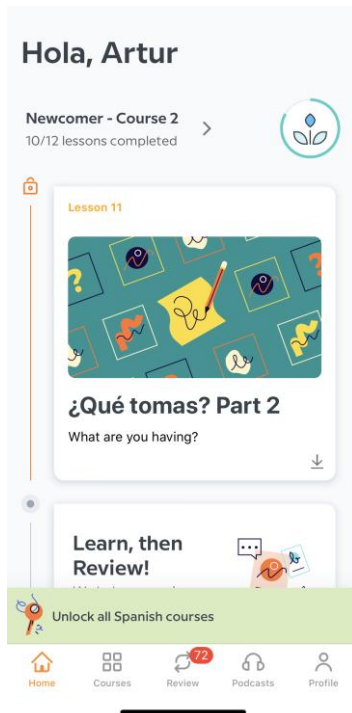 Hola, Artur
Newcomer - Course 2
10/12 lessons completed
Lesson 11
¿Qué tomas? Part 2
What are you having?
Learn, then
Review!
Unlock all Spanish courses
72
Home
Courses
Review
Podcasts
Profile